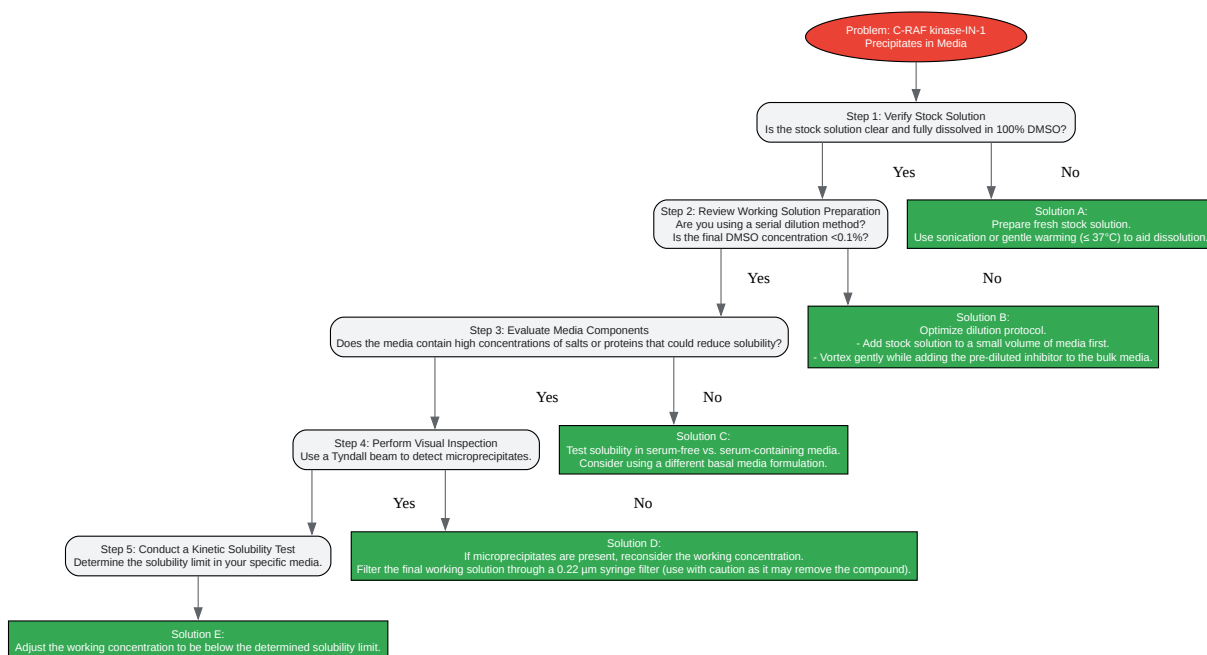 Problem: C-RAF kinase-IN-1
Precipitates in Media
Step 1: Verify Stock Solution
Is the stock solution clear and fully dissolved in 100% DMSO?
Yes
No
Step 2: Review Working Solution Preparation
Are you using a serial dilution method?
Is the final DMSO concentration <0.1%?
Solution A:
Prepare fresh stock solution.
Use sonication or gentle warming (≤ 37°C) to aid dissolution.
Yes
No
Step 3: Evaluate Media Components
Does the media contain high concentrations of salts or proteins that could reduce solubility?
Solution B:
Optimize dilution protocol.
- Add stock solution to a small volume of media first.
- Vortex gently while adding the pre-diluted inhibitor to the bulk media.
Yes
No
Step 4: Perform Visual Inspection
Use a Tyndall beam to detect microprecipitates.
Solution C:
Test solubility in serum-free vs. serum-containing media.
Consider using a different basal media formulation.
Yes
No
Step 5: Conduct a Kinetic Solubility Test
Determine the solubility limit in your specific media.
Solution D:
If microprecipitates are present, reconsider the working concentration.
Filter the final working solution through a 0.22 µm syringe filter (use with caution as it may remove the compound).
Solution E:
Adjust the working concentration to be below the determined solubility limit.